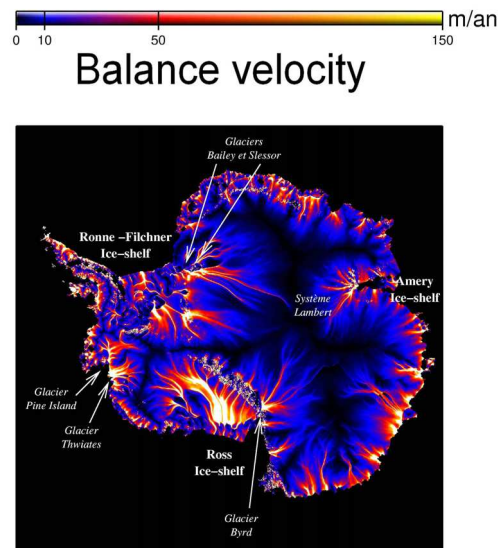 m/an
0 10 50 150
Balance velocity
Glaciers
Bailey et Slessor
Ronne -Filchner
Ice-shelf
Amery
Ice-shelf
Système
Lambert
Glacier
Pine Island
Glacier
Thwiates
Ross
Ice-shelf
Glacier
Byrd